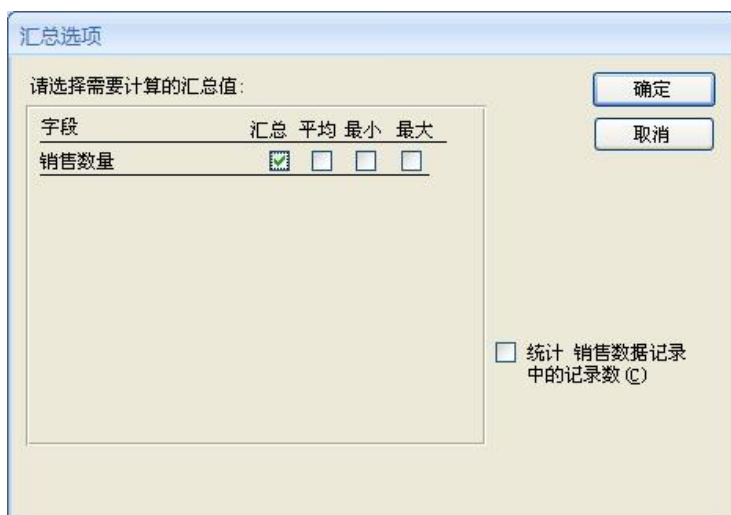 汇总选项
请选择需要计算的汇总值:
确定
字段 汇总 平均 最小 最大
取消
销售数量
统计 销售数据记录
中的记录数(C)